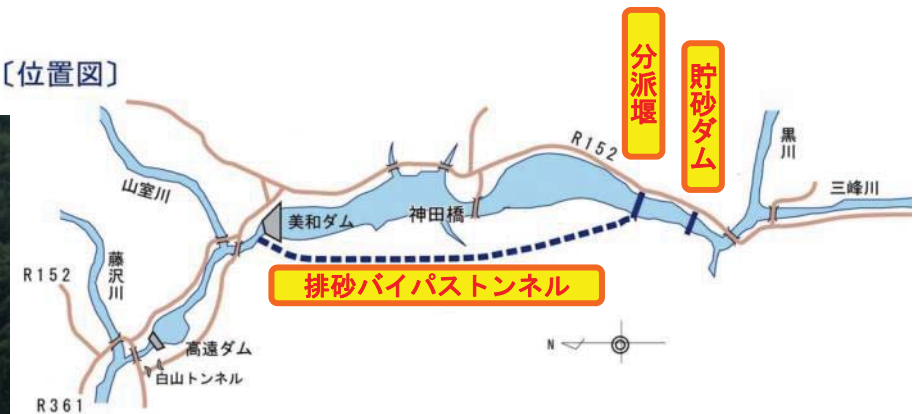 〔位置図〕
分派堰
貯砂ダム
R152
黒川
三峰川
山室川
美和ダム
神田橋
藤沢川
R152
排砂バイパストンネル
高遠ダム
白山トンネル
N
R361